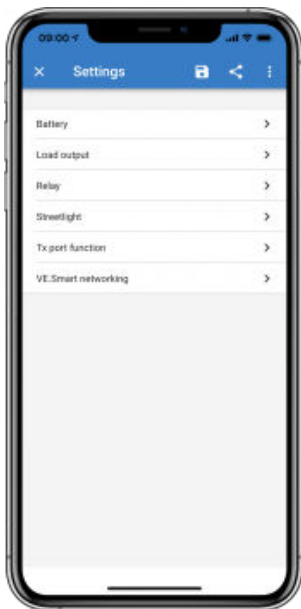 09:00
Settings
Battery
Load output
Relay
Streetlight
Tx port function
VE.Smart networking